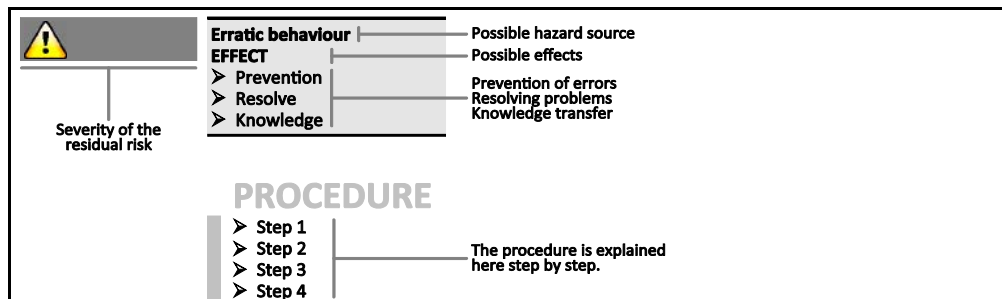 Erratic behaviour
Possible hazard source
EFFECT
Possible effects
➤ Prevention
➤ Resolve
➤ Knowledge
Prevention of errors
Resolving problems
Knowledge transfer
Severity of the
residual risk
PROCEDURE
➤ Step 1
➤ Step 2
➤ Step 3
➤ Step 4
The procedure is explained
here step by step.